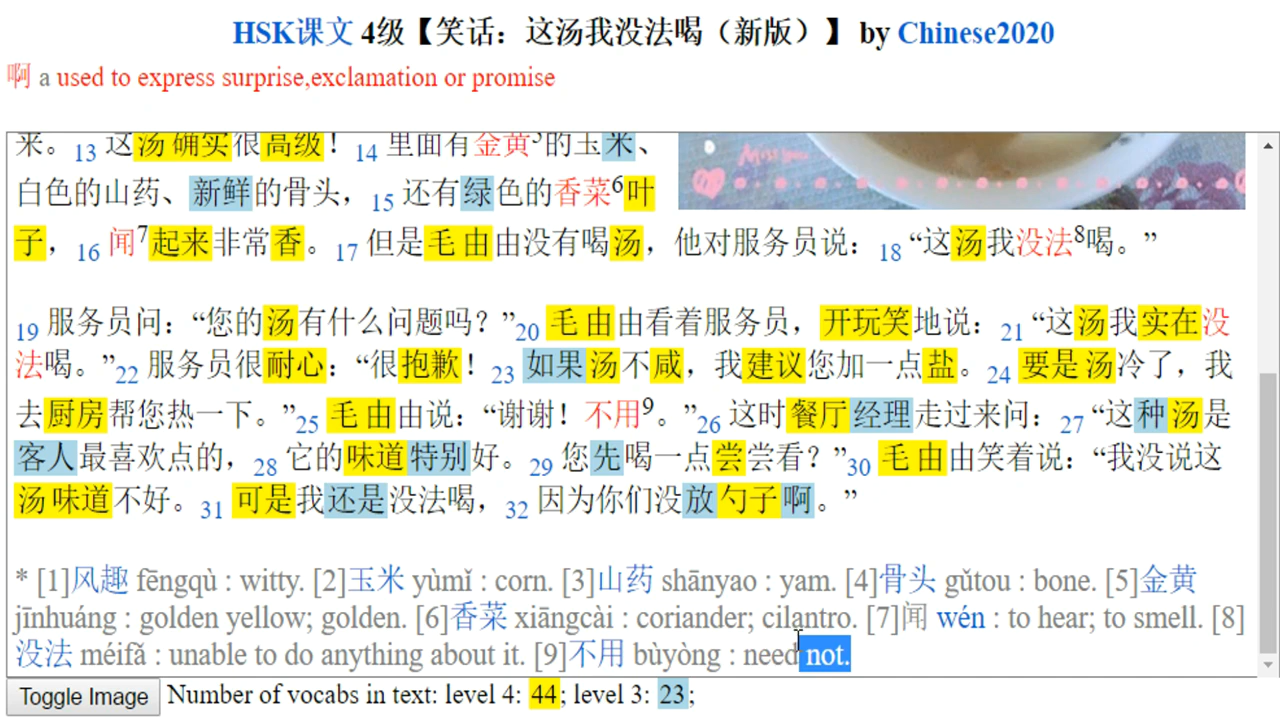 HSK课文 4级【笑话：这汤我没法喝（新版）】 by Chinese2020
啊 a used to express surprise,exclamation or promise
来。13 这汤确实很高级！ 14 里面有金黄5的玉米、
白色的山药、新鲜的骨头，15 还有绿色的香菜6叶
子，16 闻7起来非常香。17 但是毛由由没有喝汤，他对服务员说：18 “这汤我没法8喝。”
19 服务员问：“您的汤有什么问题吗？”20 毛由由看着服务员，开玩笑地说：21 “这汤我实在没
法喝。”22 服务员很耐心：“很抱歉！ 23 如果汤不咸，我建议您加一点盐。24 要是汤冷了，我
去厨房帮您热一下。”25 毛由由说：“谢谢！不用9。”26 这时餐厅经理走过来问：27 “这种汤是
客人最喜欢点的，28 它的味道特别好。29 您先喝一点尝尝看？”30 毛由由笑着说：“我没说这
汤味道不好。31 可是我还是没法喝，32 因为你们没放勺子啊。”
* [1]风趣 fēngqù : witty. [2]玉米 yùmǐ : corn. [3]山药 shānyao : yam. [4]骨头 gǔtou : bone. [5]金黄
jīnhuáng : golden yellow; golden. [6]香菜 xiāngcài : coriander; cilantro. [7]闻 wén : to hear; to smell. [8]
没法 méifǎ : unable to do anything about it. [9]不用 bùyòng : need not.
Toggle Image Number of vocabs in text: level 4: 44; level 3: 23;
Miss you